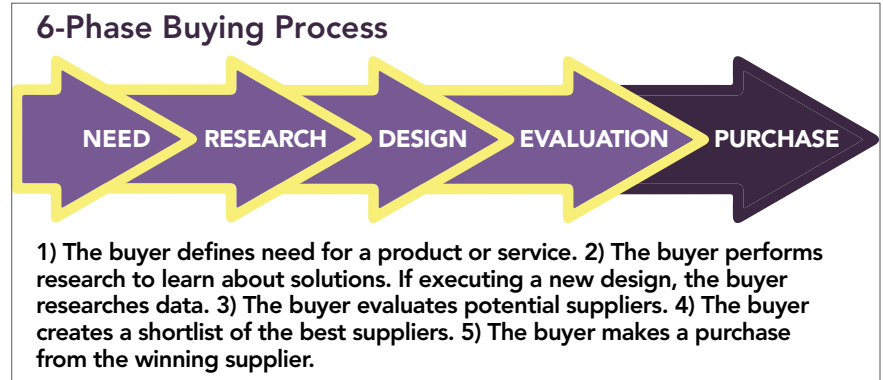 6-Phase Buying Process
NEED RESEARCH DESIGN EVALUATION PURCHASE
1) The buyer defines need for a product or service. 2) The buyer performs
research to learn about solutions. If executing a new design, the buyer
researches data. 3) The buyer evaluates potential suppliers. 4) The buyer
creates a shortlist of the best suppliers. 5) The buyer makes a purchase
from the winning supplier.